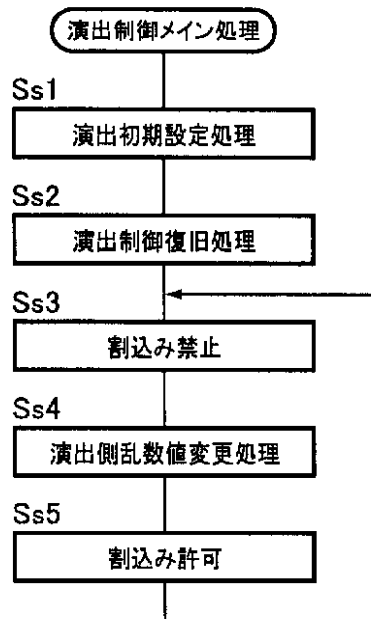 演出制御メイン処理
Ss1
演出初期設定処理
Ss2
演出制御復旧処理
Ss3
割込み禁止
Ss4
演出側乱数値変更処理
Ss5
割込み許可